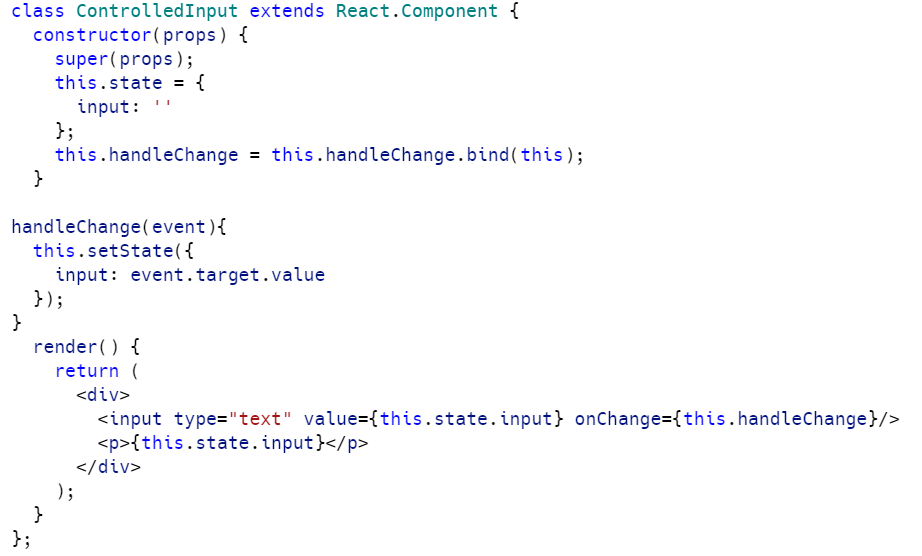 class ControlledInput extends React.Component {
  constructor(props) {
    super(props);
    this.state = {
      input: ''
    };
    this.handleChange = this.handleChange.bind(this);
  }

handleChange(event){
  this.setState({
    input: event.target.value
  });
}
  render() {
    return (
      <div>
        <input type="text" value={this.state.input} onChange={this.handleChange}/>
        <p>{this.state.input}</p>
      </div>
    );
  }
};